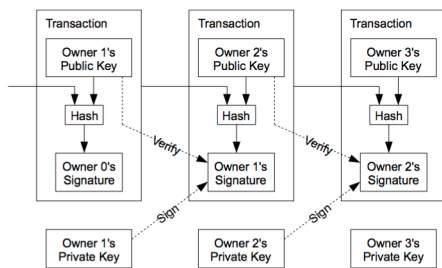 Transaction
Transaction
Transaction
Owner 1's
Public Key
Owner 2's
Public Key
Owner 3's
Public Key
Hash
Hash
Hash
Verify
Verify
Owner 0's
Signature
Owner 1's
Signature
Owner 2's
Signature
Sign
Sign
Owner 1's
Private Key
Owner 2's
Private Key
Owner 3's
Private Key